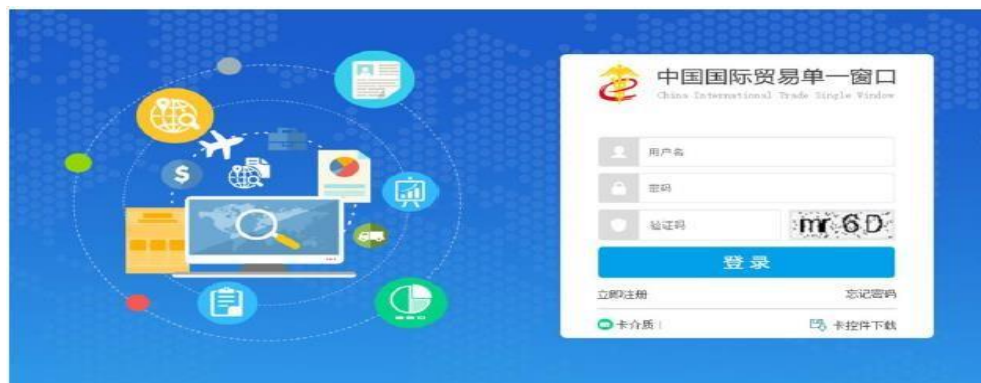 中国国际贸易单一窗口
China International Trade Single Window
用户名
密码
验证码
mr6D
登录
立即注册
忘记密码
卡介质
卡控件下载